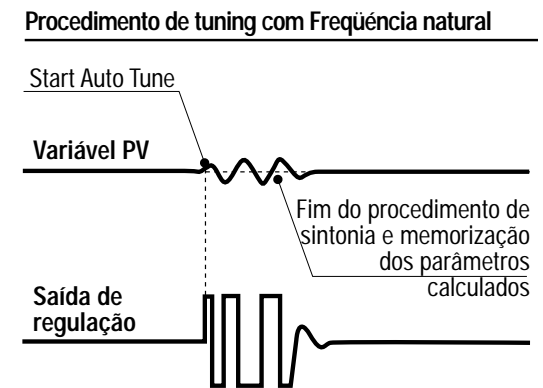 Procedimento de tuning com Freqüéncia natural
Start Auto Tune
Variável PV
Fim do procedimento de
sintonia e memorização
dos parâmetros
calculados
Saída de
regulação